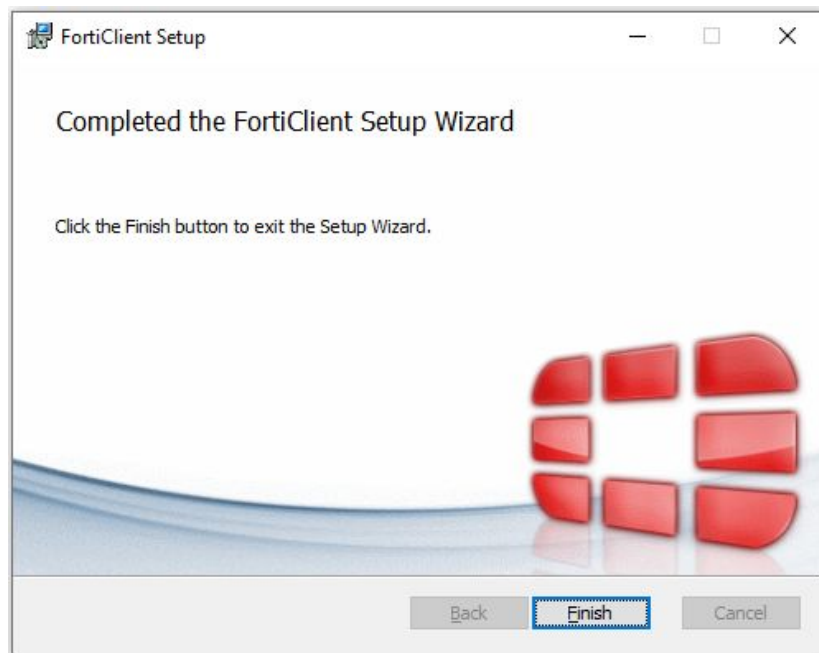 FortiClient Setup
Completed the FortiClient Setup Wizard
Click the Finish button to exit the Setup Wizard.
Back Finish Cancel